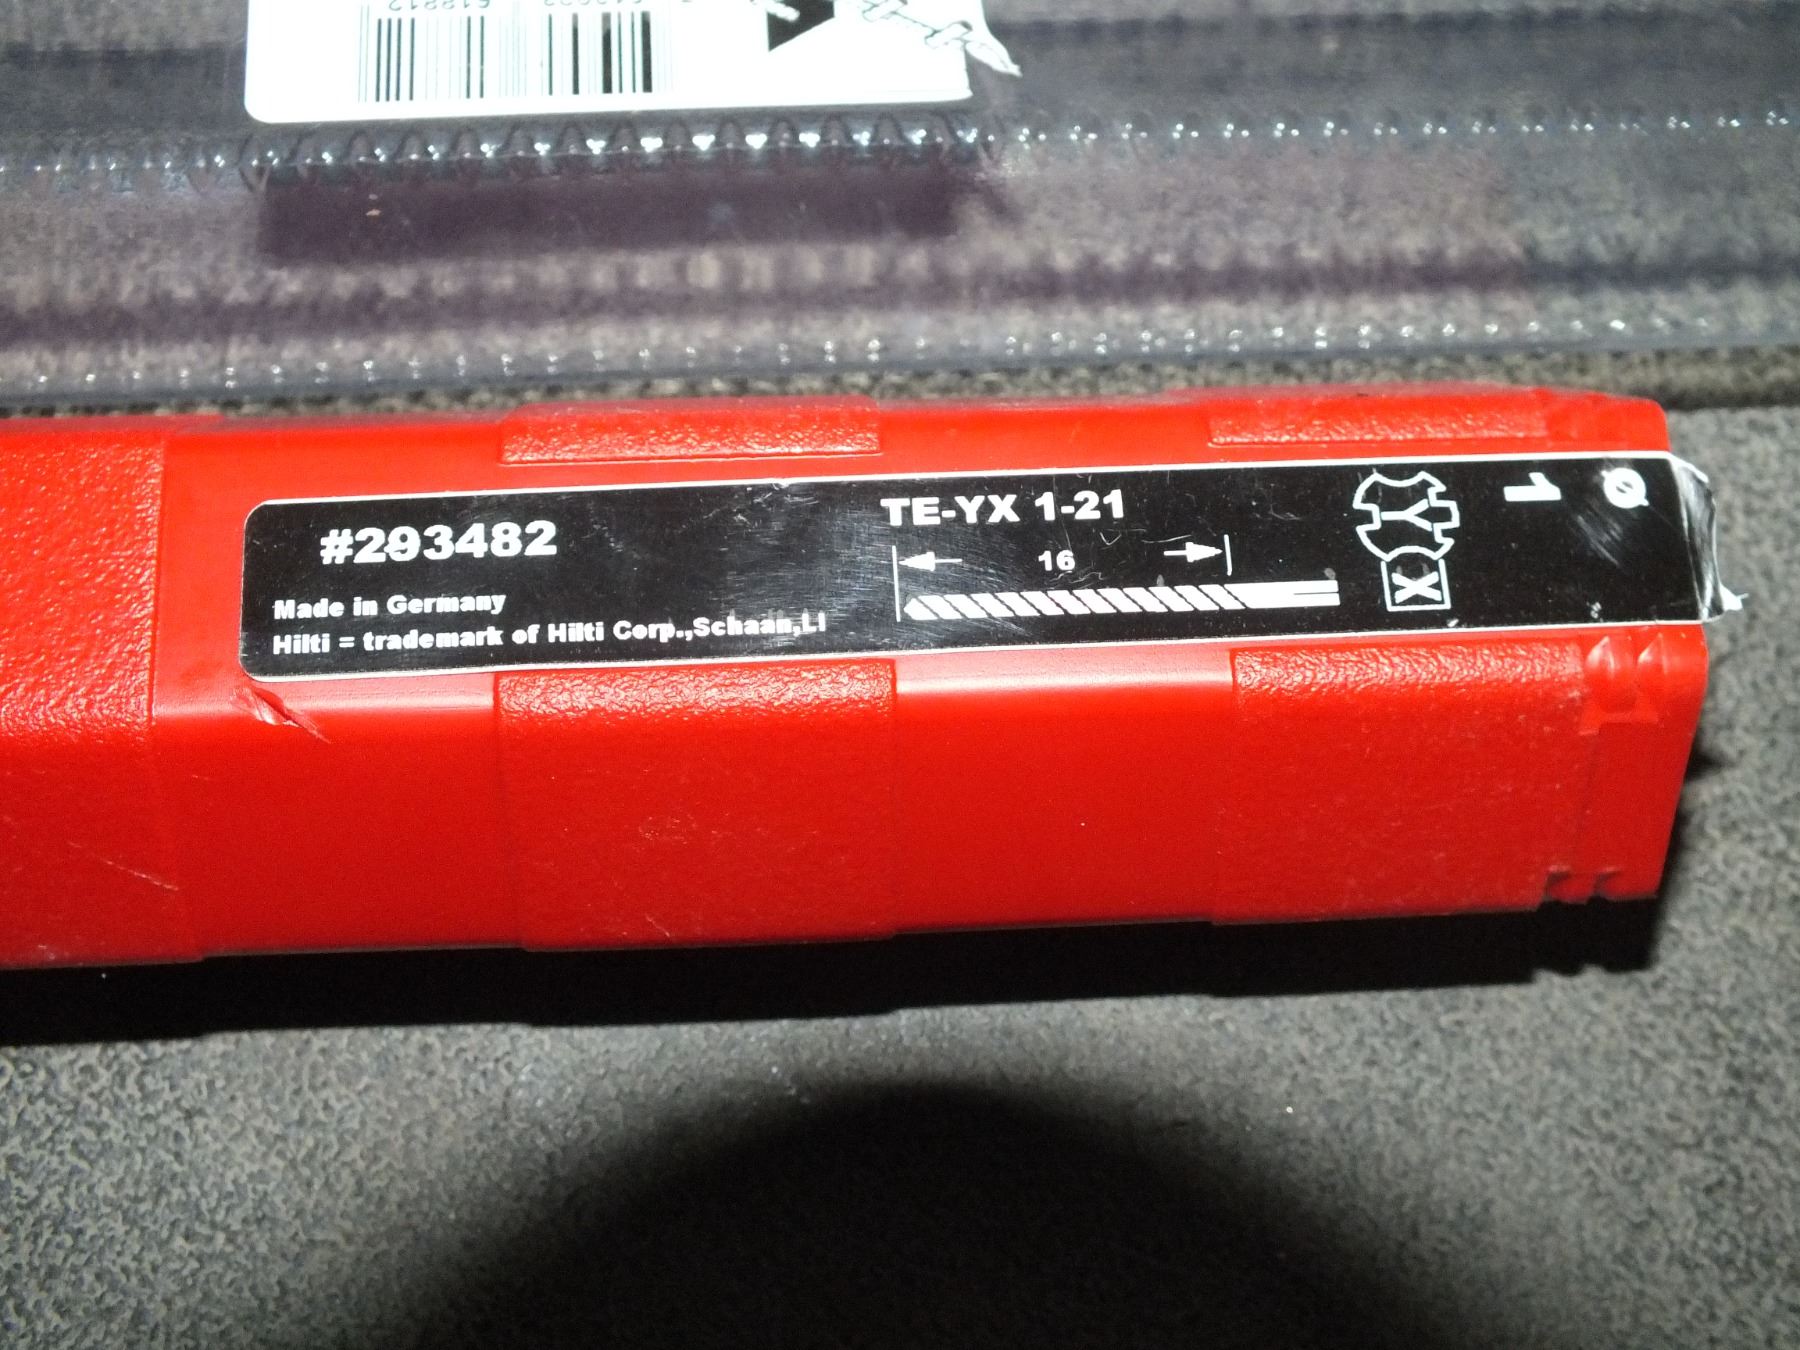 #293482
Made in Germany
Hilti = trademark of Hilti Corp.,Schaan,LI
TE-YX 1-21
16
Y
X
1
Ø